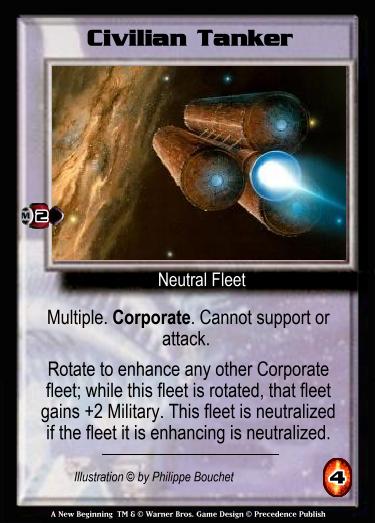 Civilian Tanker
M 2
Neutral Fleet
Multiple. Corporate. Cannot support or
attack.
Rotate to enhance any other Corporate
fleet; while this fleet is rotated, that fleet
gains +2 Military. This fleet is neutralized
if the fleet it is enhancing is neutralized.
Illustration © by Philippe Bouchet
4
A New Beginning TM & © Warner Bros. Game Design © Precedence Publish